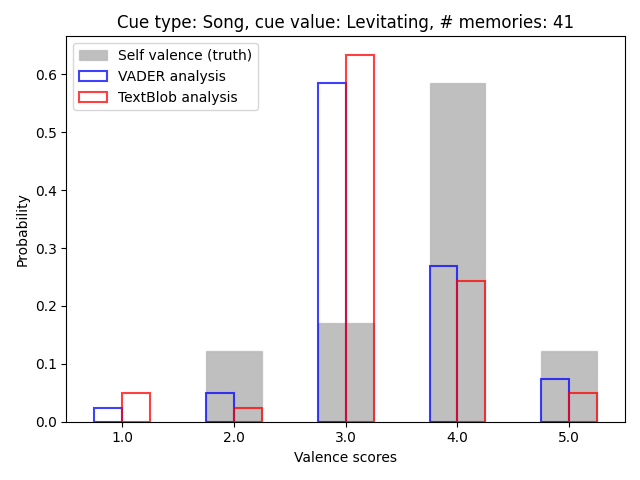 Cue type: Song, cue value: Levitating, # memories: 41
Self valence (truth)
VADER analysis
TextBlob analysis
Probability
0.6
0.5
0.4
0.3
0.2
0.1
0.0
1.0 2.0 3.0 4.0 5.0
Valence scores